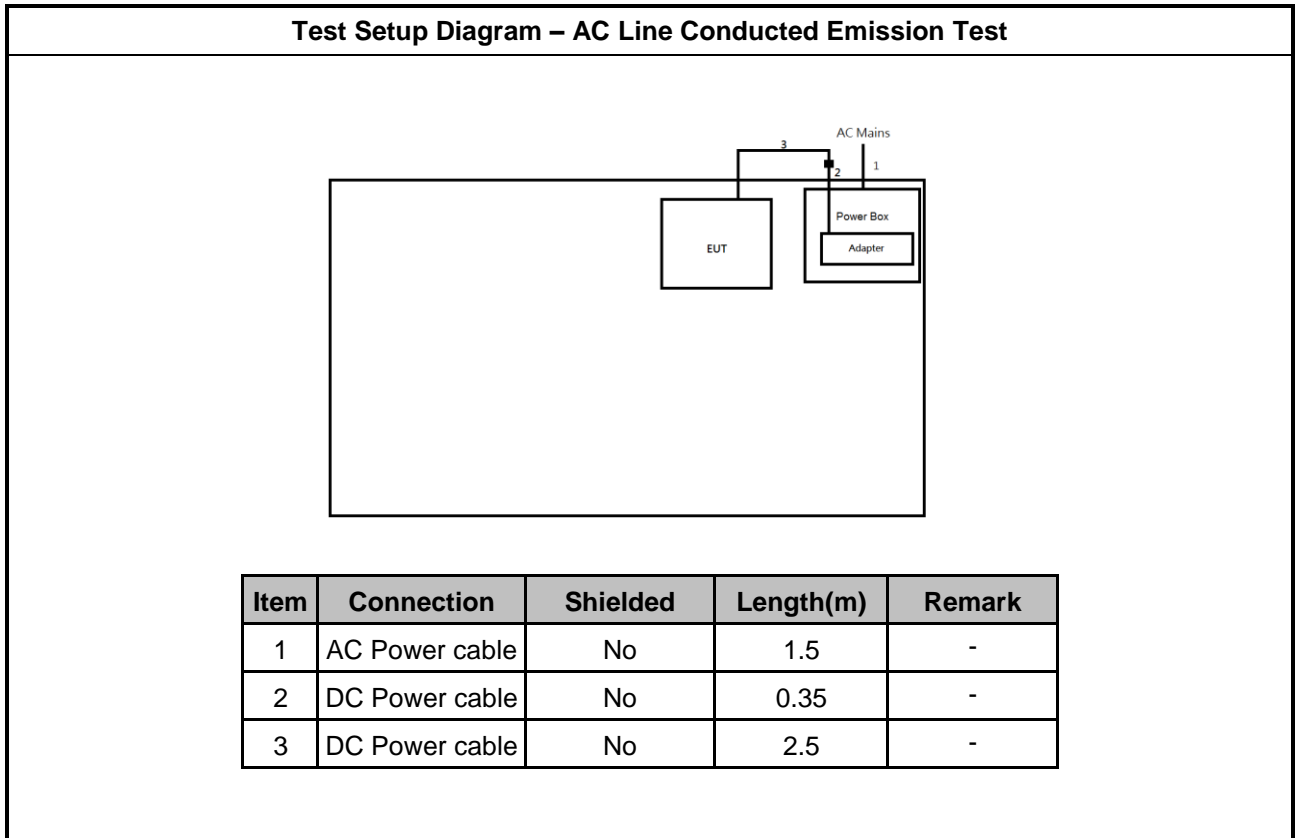 Test Setup Diagram – AC Line Conducted Emission Test
AC Mains
3
1
2
Power Box
EUT
Adapter
Item Connection Shielded Length(m) Remark
1 AC Power cable No 1.5 -
2 DC Power cable No 0.35 -
3 DC Power cable No 2.5 -